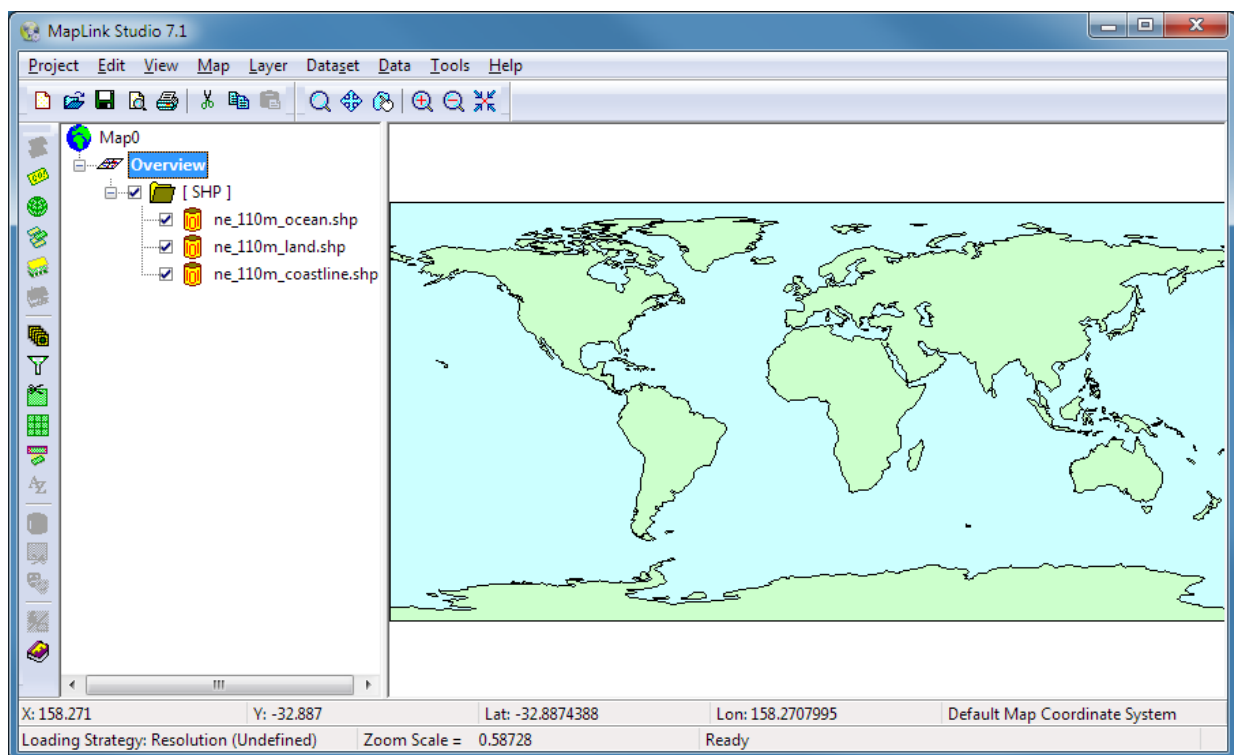 MapLink Studio 7.1
Project Edit View Map Layer Dataset Data Tools Help
Map0
Overview
[ SHP ]
ne_110m_ocean.shp
ne_110m_land.shp
ne_110m_coastline.shp
X: 158.271 Y: -32.887 Lat: -32.8874388 Lon: 158.2707995 Default Map Coordinate System
Loading Strategy: Resolution (Undefined) Zoom Scale = 0.58728 Ready